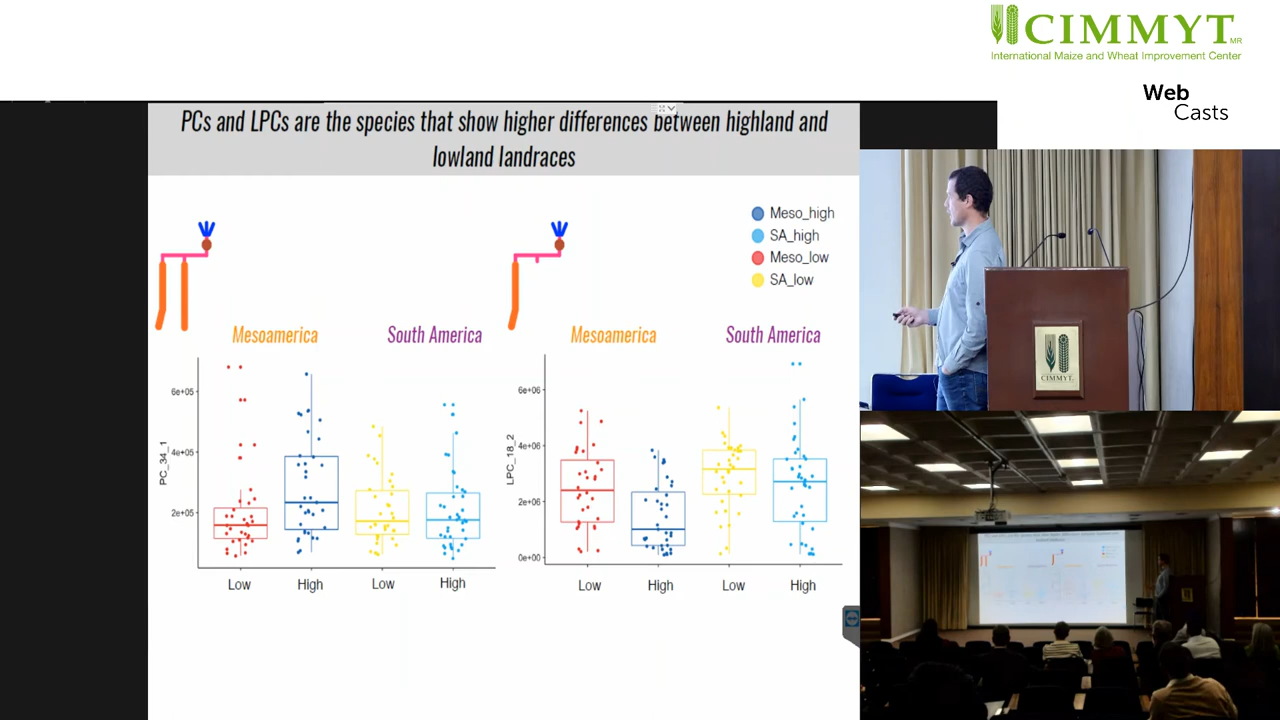 CIMMYT MR
International Maize and Wheat Improvement Center
Web
Casts
PCs and LPCs are the species that show higher differences between highland and
lowland landraces
Meso_high
SA_high
Meso_low
SA_low
Mesoamerica
South America
Mesoamerica
South America
PC_34_1
6e+05
4e+05
2e+05
Low
High
Low
High
LPC_18_2
6e+06
4e+06
2e+06
0e+00
Low
High
Low
High
CIMMYT